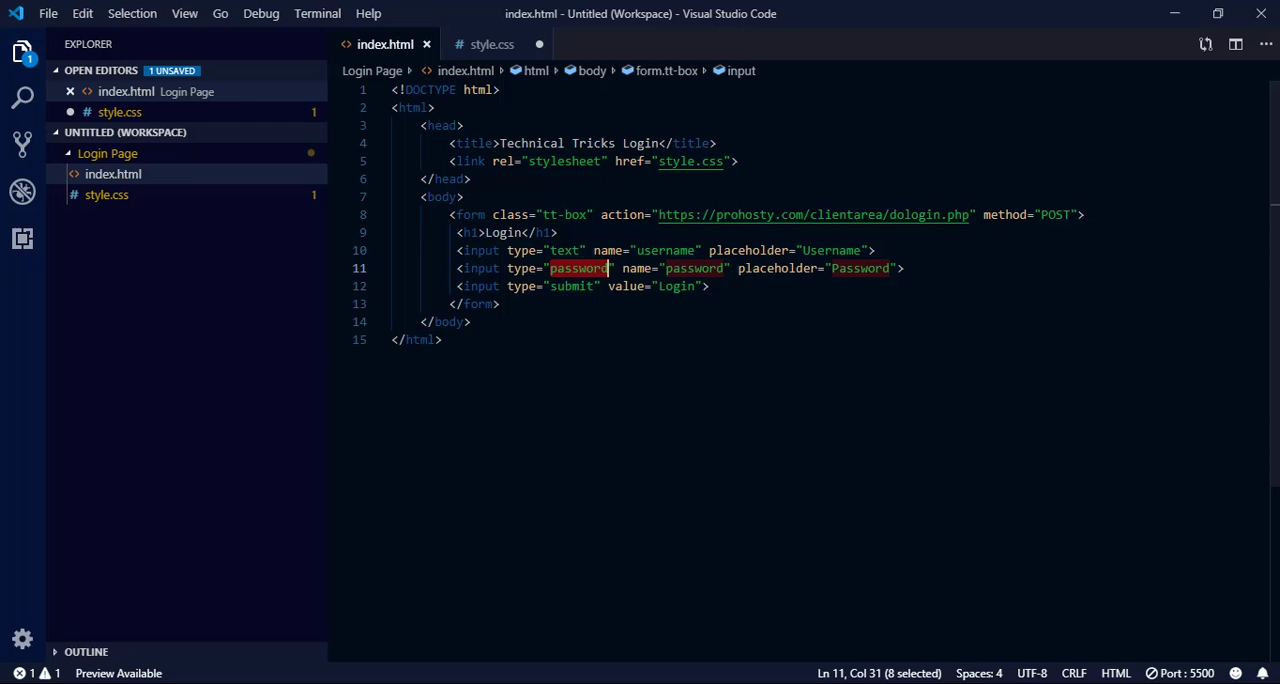 File Edit Selection View Go Debug Terminal Help index.html - Untitled (Workspace) - Visual Studio Code
EXPLORER
OPEN EDITORS 1 UNSAVED
index.html Login Page
style.css 1
UNTITLED (WORKSPACE)
Login Page
index.html
style.css 1
OUTLINE
index.html style.css
Login Page index.html html body form.tt-box input
1 <!DOCTYPE html>
2 <html>
3 <head>
4 <title>Technical Tricks Login</title>
5 <link rel="stylesheet" href="style.css">
6 </head>
7 <body>
8 <form class="tt-box" action="https://prohosty.com/clientarea/dologin.php" method="POST">
9 <h1>Login</h1>
10 <input type="text" name="username" placeholder="Username">
11 <input type="password" name="password" placeholder="Password">
12 <input type="submit" value="Login">
13 </form>
14 </body>
15 </html>
1 1 Preview Available Ln 11, Col 31 (8 selected) Spaces: 4 UTF-8 CRLF HTML Port : 5500
1